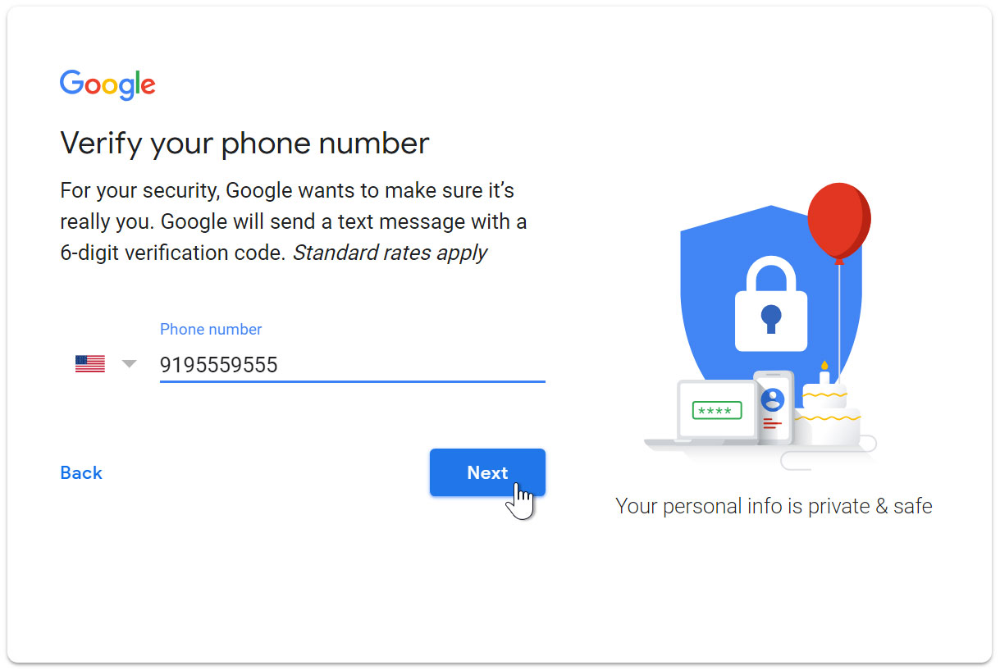 Google
Verify your phone number
For your security, Google wants to make sure it’s
really you. Google will send a text message with a
6-digit verification code. Standard rates apply
Phone number
9195559555
Back
Next
****
Your personal info is private & safe